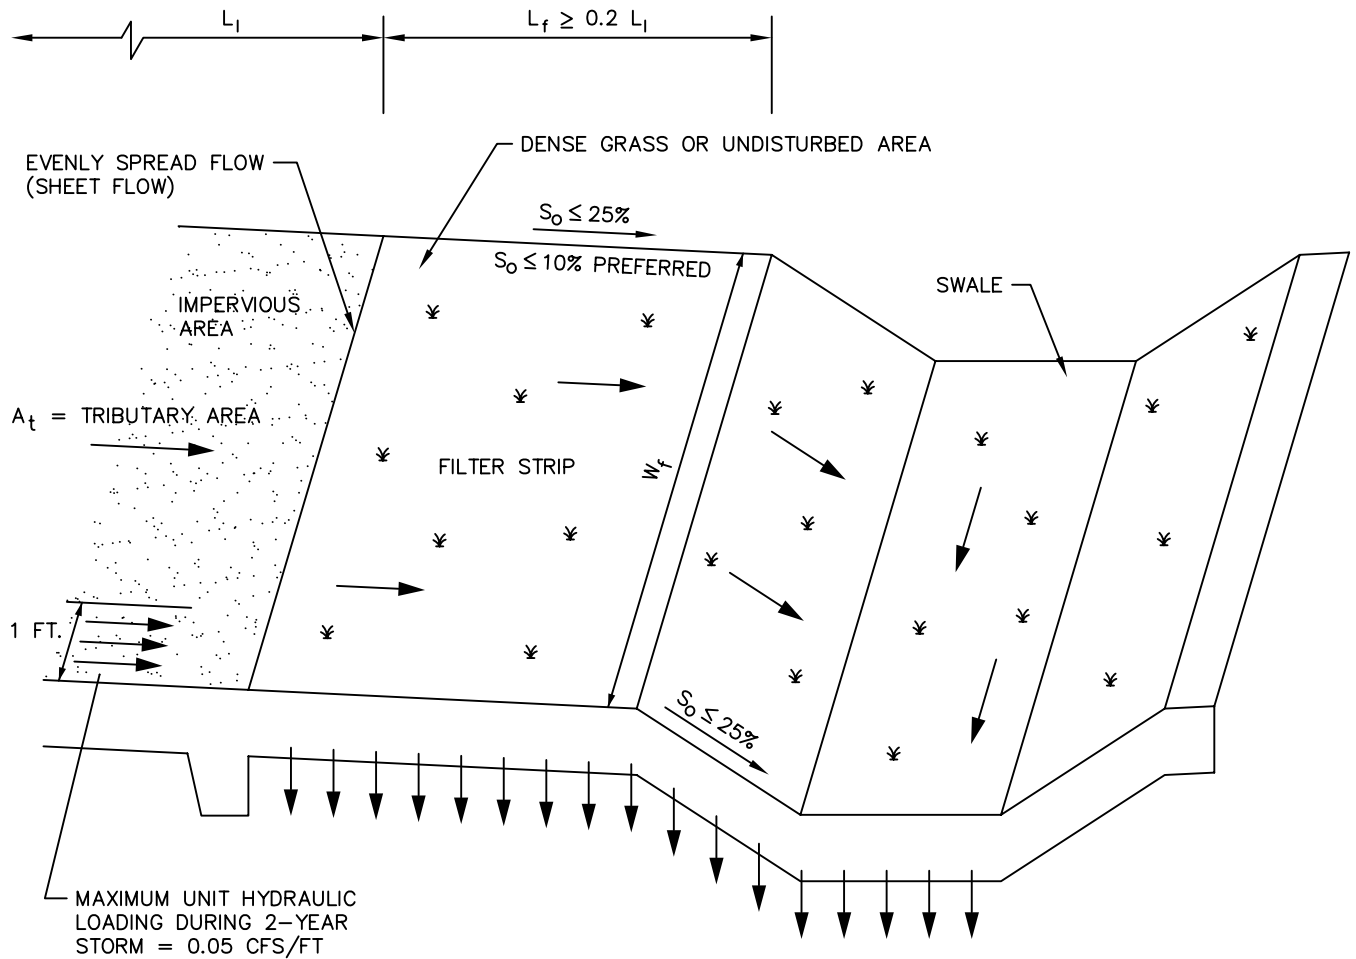 L_I
L_f ≥ 0.2 L_I
DENSE GRASS OR UNDISTURBED AREA
EVENLY SPREAD FLOW
(SHEET FLOW)
S_o ≤ 25%
S_o ≤ 10% PREFERRED
SWALE
IMPERVIOUS
AREA
A_t = TRIBUTARY AREA
FILTER STRIP
W_f
1 FT.
S_o ≤ 25%
MAXIMUM UNIT HYDRAULIC
LOADING DURING 2-YEAR
STORM = 0.05 CFS/FT